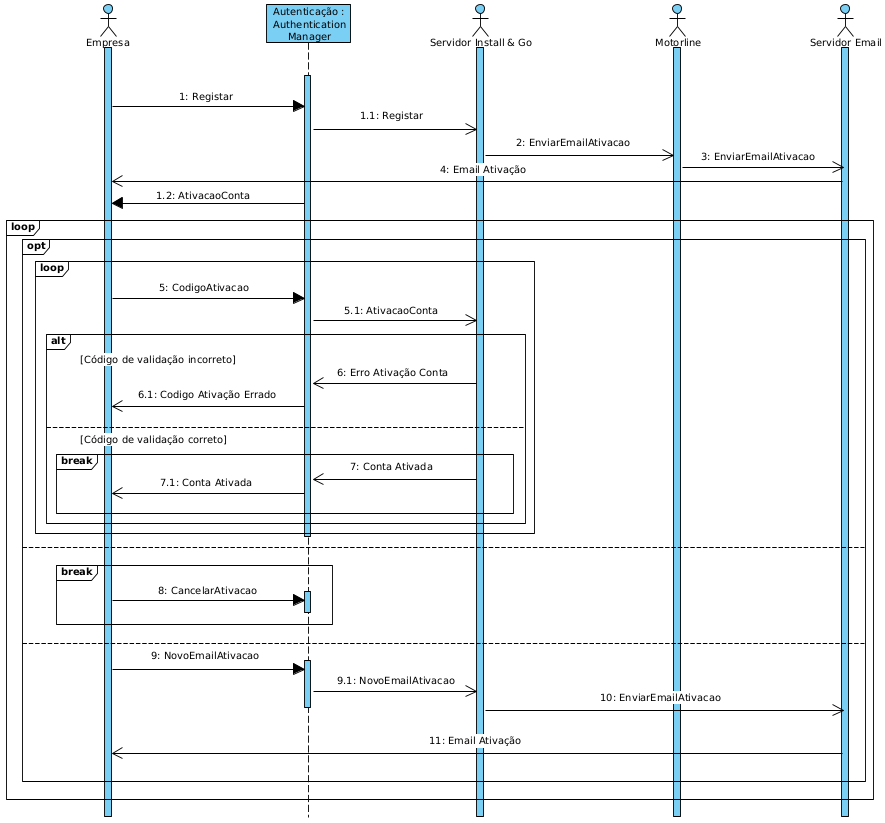 Autenticação :
Authentication
Manager
Empresa
Servidor Install & Go
Motorline
Servidor Email
1: Registar
1.1: Registar
2: EnviarEmailAtivacao
3: EnviarEmailAtivacao
4: Email Ativação
1.2: AtivacaoConta
loop
opt
loop
5: CodigoAtivacao
5.1: AtivacaoConta
alt
[Código de validação incorreto]
6: Erro Ativação Conta
6.1: Codigo Ativação Errado
[Código de validação correto]
break
7: Conta Ativada
7.1: Conta Ativada
break
8: CancelarAtivacao
9: NovoEmailAtivacao
9.1: NovoEmailAtivacao
10: EnviarEmailAtivacao
11: Email Ativação